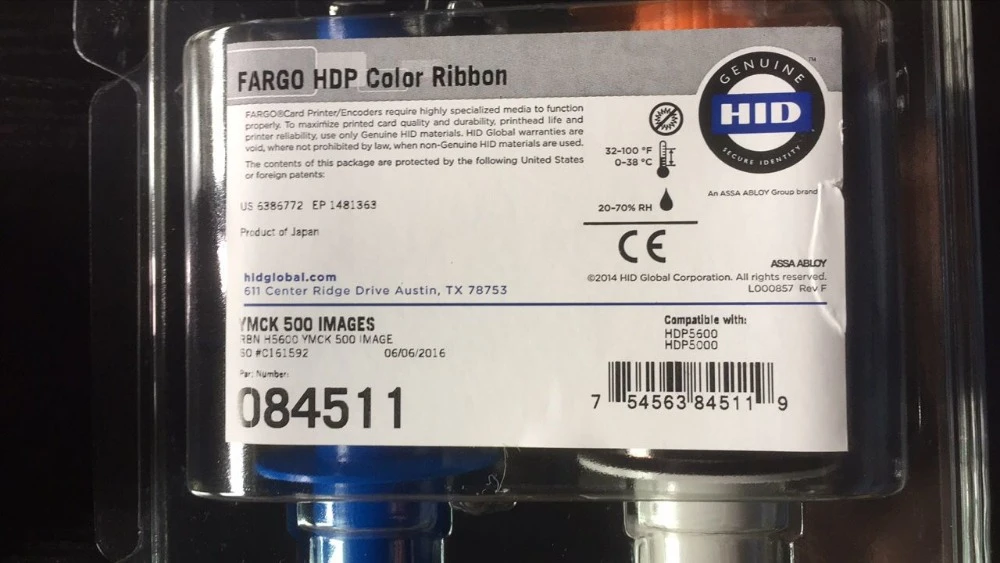 FARGO HDP Color Ribbon
FARGO®Card Printer/Encoders require highly specialized media to function
properly. To maximize printed card quality and durability, printhead life and
printer reliability, use only Genuine HID materials. HID Global warranties are
void, where not prohibited by law, when non-Genuine HID materials are used.
The contents of this package are protected by the following United States
or foreign patents:
US 6386772 EP 1481363
Product of Japan
hidglobal.com
611 Center Ridge Drive Austin, TX 78753
32-100 °F
0-38 °C
20-70% RH
CE
GENUINE
HID
SECURE IDENTITY
TM
An ASSA ABLOY Group brand
ASSA ABLOY
©2014 HID Global Corporation. All rights reserved.
L000857 Rev F
YMCK 500 IMAGES
RBN H5600 YMCK 500 IMAGE
SO #C161592 06/06/2016
Part Number:
084511
Compatible with:
HDP5600
HDP5000
7 54563 84511 9